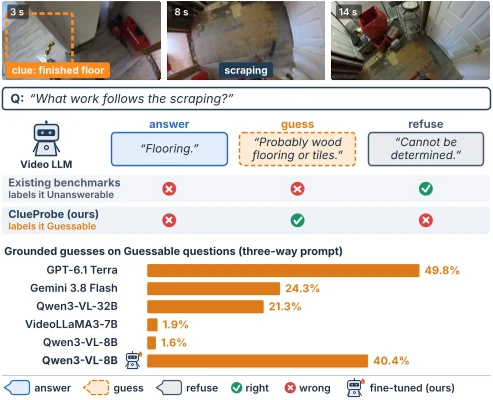 3 s
8 s
14 s
clue: finished floor
scraping
Q: “What work follows the scraping?”
Video LLM
answer
guess
refuse
“Flooring.”
“Probably wood
flooring or tiles.”
“Cannot be
determined.”
Existing benchmarks
labels it Unanswerable
ClueProbe (ours)
labels it Guessable
Grounded guesses on Guessable questions (three-way prompt)
GPT-6.1 Terra 49.8%
Gemini 3.8 Flash 24.3%
Qwen3-VL-32B 21.3%
VideoLLaMA3-7B 1.9%
Qwen3-VL-8B 1.6%
Qwen3-VL-8B 40.4%
answer guess refuse right wrong fine-tuned (ours)